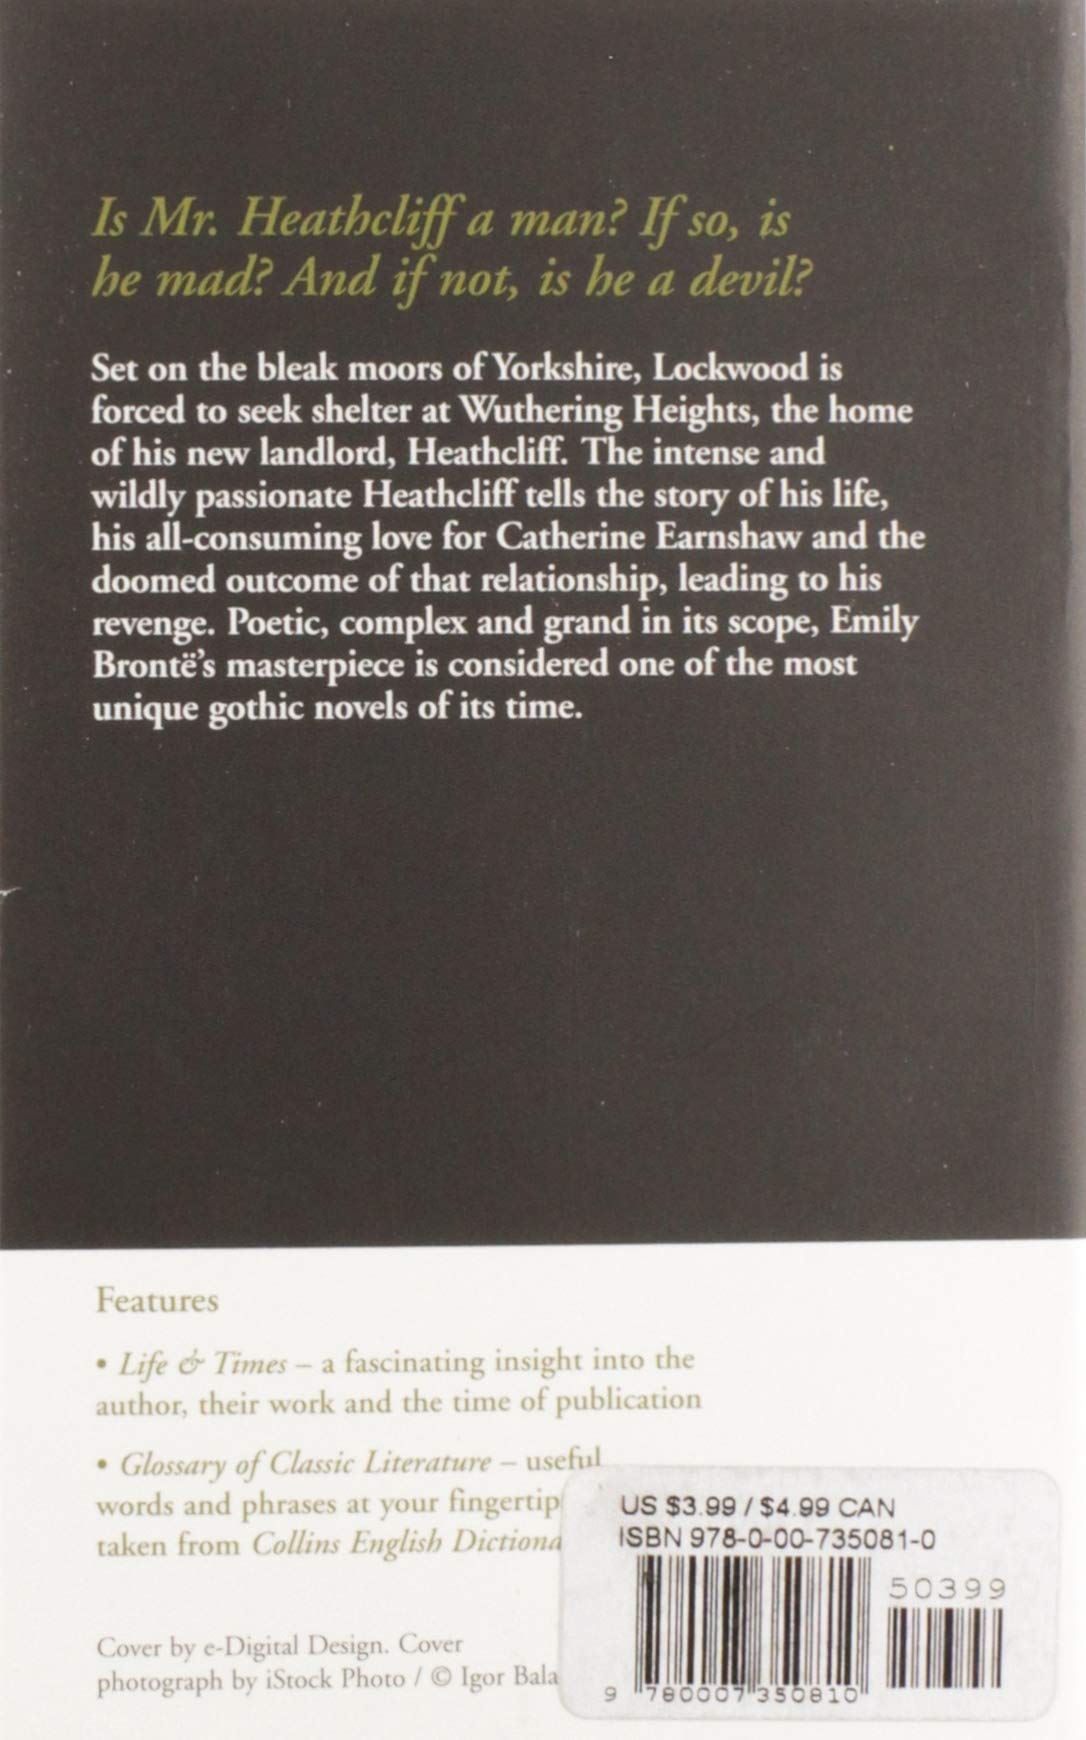 Is Mr. Heathcliff a man? If so, is
he mad? And if not, is he a devil?
Set on the bleak moors of Yorkshire, Lockwood is
forced to seek shelter at Wuthering Heights, the home
of his new landlord, Heathcliff. The intense and
wildly passionate Heathcliff tells the story of his life,
his all-consuming love for Catherine Earnshaw and the
doomed outcome of that relationship, leading to his
revenge. Poetic, complex and grand in its scope, Emily
Brontë's masterpiece is considered one of the most
unique gothic novels of its time.
Features
• Life & Times – a fascinating insight into the
author, their work and the time of publication
• Glossary of Classic Literature – useful
words and phrases at your fingertip
taken from Collins English Dictiona
Cover by e-Digital Design. Cover
photograph by iStock Photo / © Igor Bala
US $3.99 / $4.99 CAN
ISBN 978-0-00-735081-0
50399
9 780007 350810